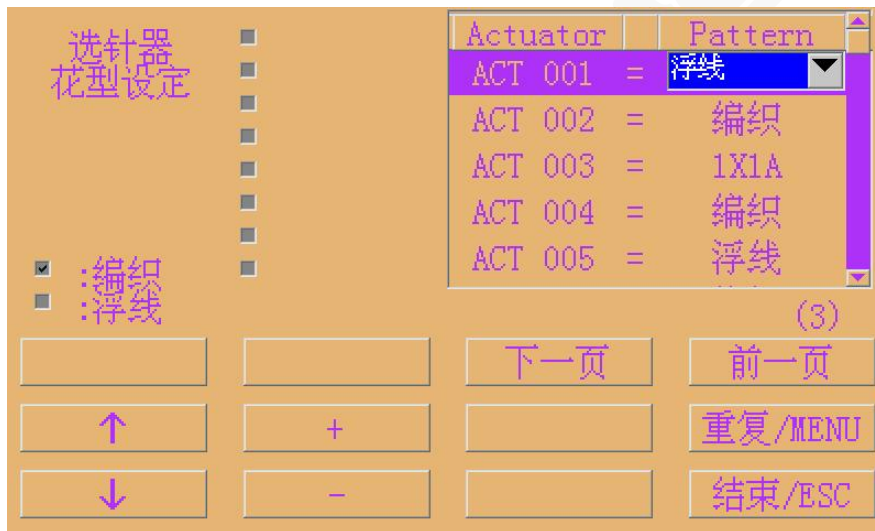 选针器
花型设定
:编织
:浮线
Actuator Pattern
ACT 001 = 浮线
ACT 002 = 编织
ACT 003 = 1X1A
ACT 004 = 编织
ACT 005 = 浮线
(3)
下一页 前一页
↑ + 重复/MENU
↓ - 结束/ESC